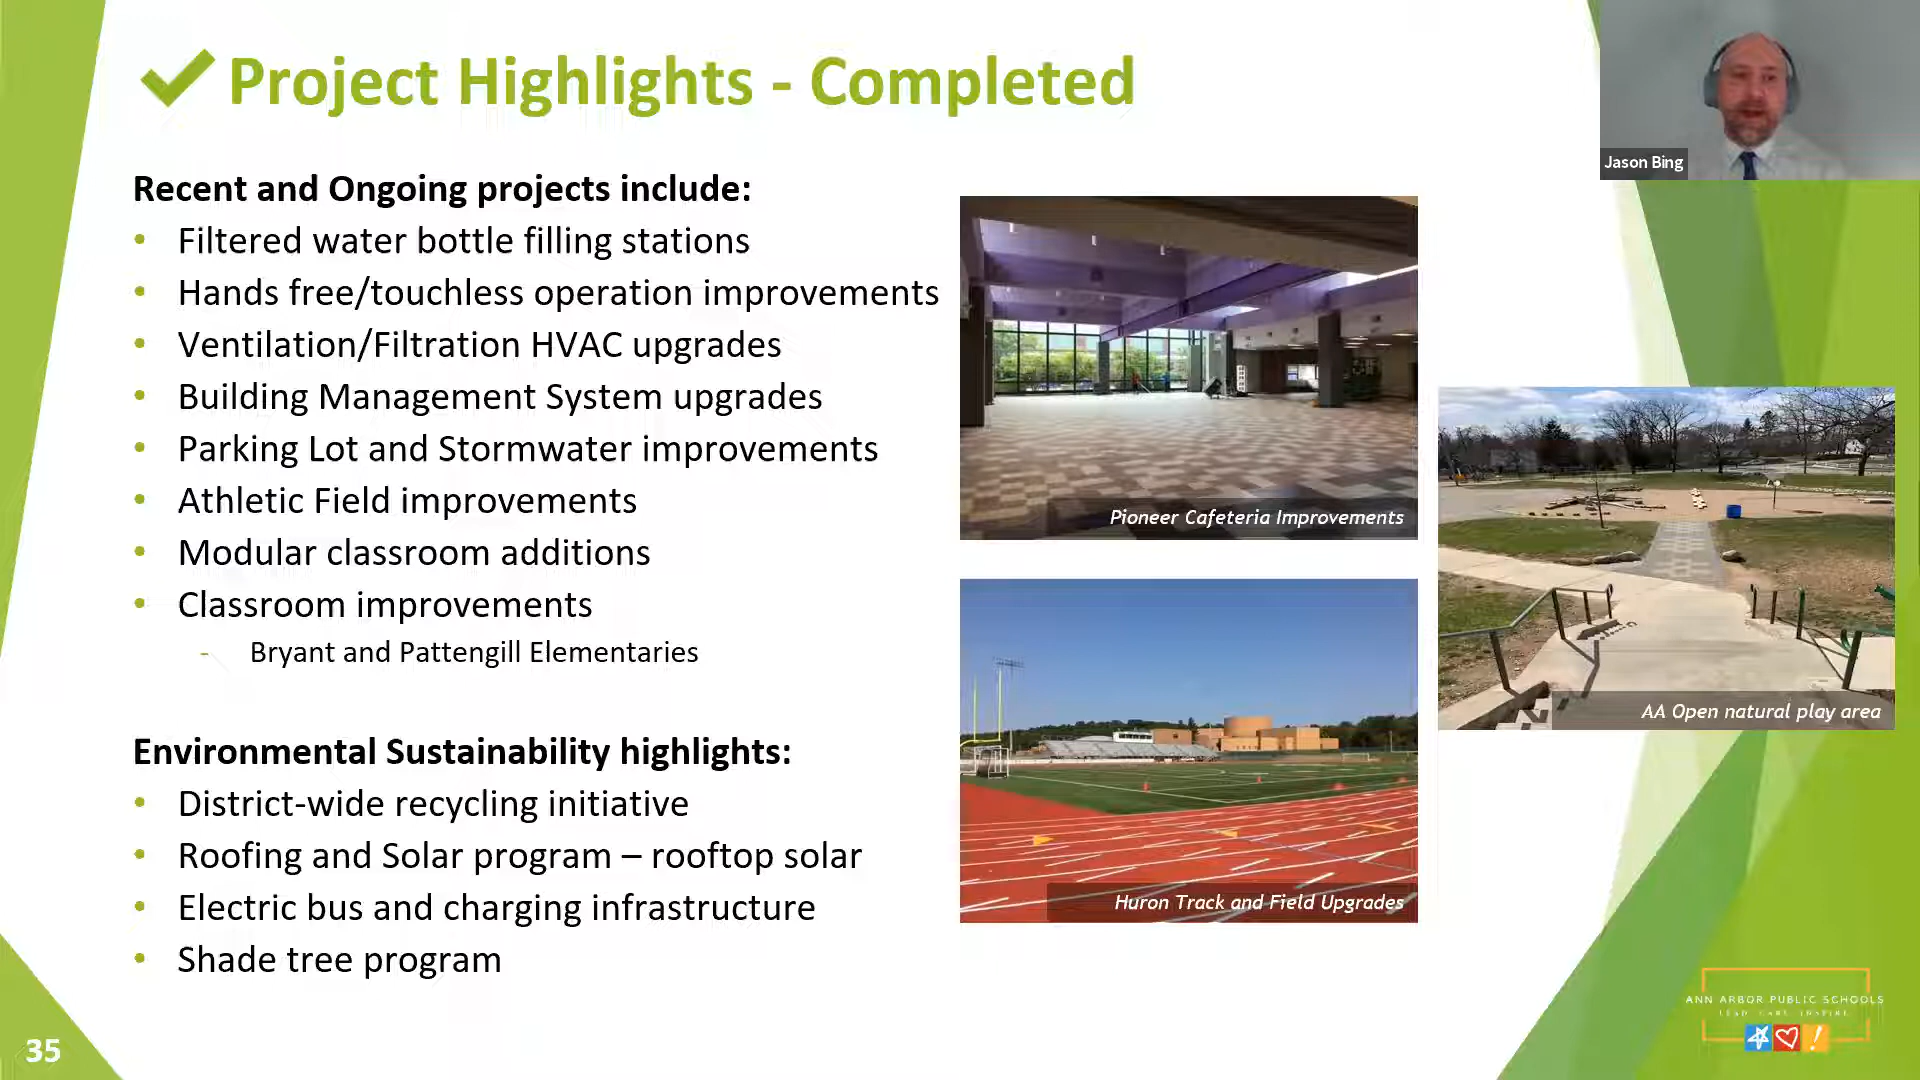 Project Highlights - Completed
Jason Bing
Recent and Ongoing projects include:
• Filtered water bottle filling stations
• Hands free/touchless operation improvements
• Ventilation/Filtration HVAC upgrades
• Building Management System upgrades
• Parking Lot and Stormwater improvements
• Athletic Field improvements
• Modular classroom additions
• Classroom improvements
- Bryant and Pattengill Elementaries
Environmental Sustainability highlights:
• District-wide recycling initiative
• Roofing and Solar program – rooftop solar
• Electric bus and charging infrastructure
• Shade tree program
Pioneer Cafeteria Improvements
AA Open natural play area
Huron Track and Field Upgrades
ANN ARBOR PUBLIC SCHOOLS
LEAD CARE INSPIRE
35